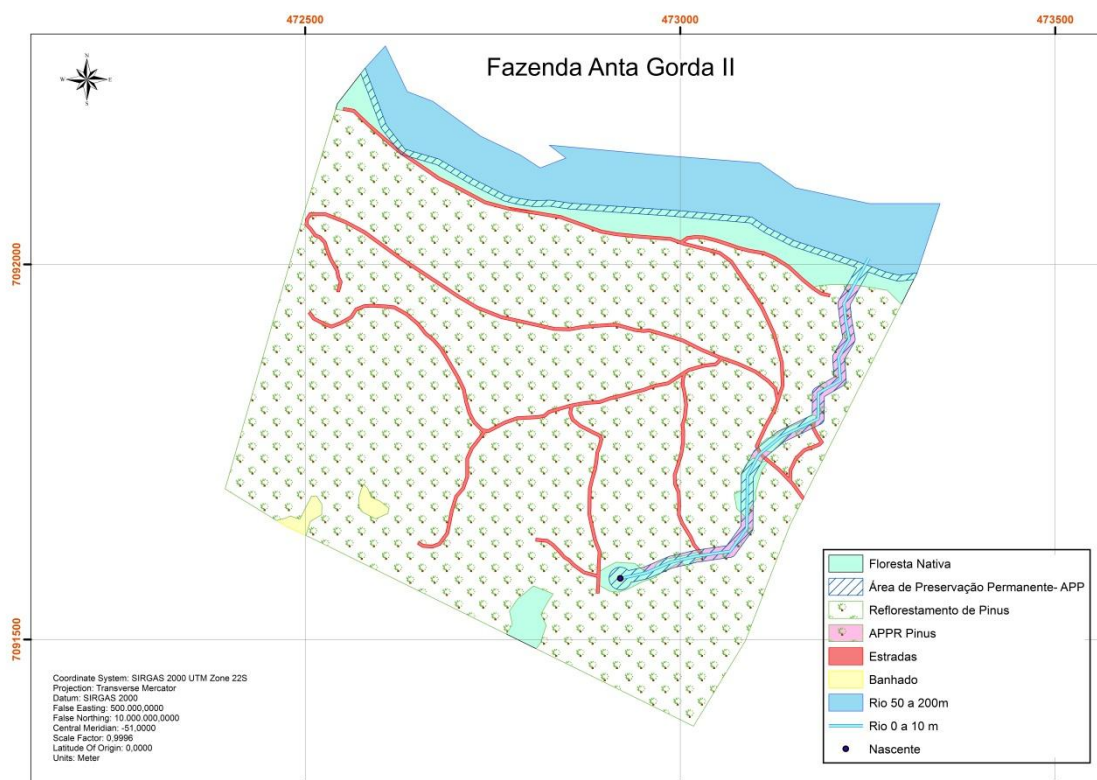 472500
473000
473500
N
W E
S
Fazenda Anta Gorda II
7092000
7091500
Floresta Nativa
Área de Preservação Permanente- APP
Reflorestamento de Pinus
APPR Pinus
Estradas
Banhado
Rio 50 a 200m
Rio 0 a 10 m
Nascente
Coordinate System: SIRGAS 2000 UTM Zone 22S
Projection: Transverse Mercator
Datum: SIRGAS 2000
False Easting: 500.000,0000
False Northing: 10.000.000,0000
Central Meridian: -51,0000
Scale Factor: 0,9996
Latitude Of Origin: 0,0000
Units: Meter